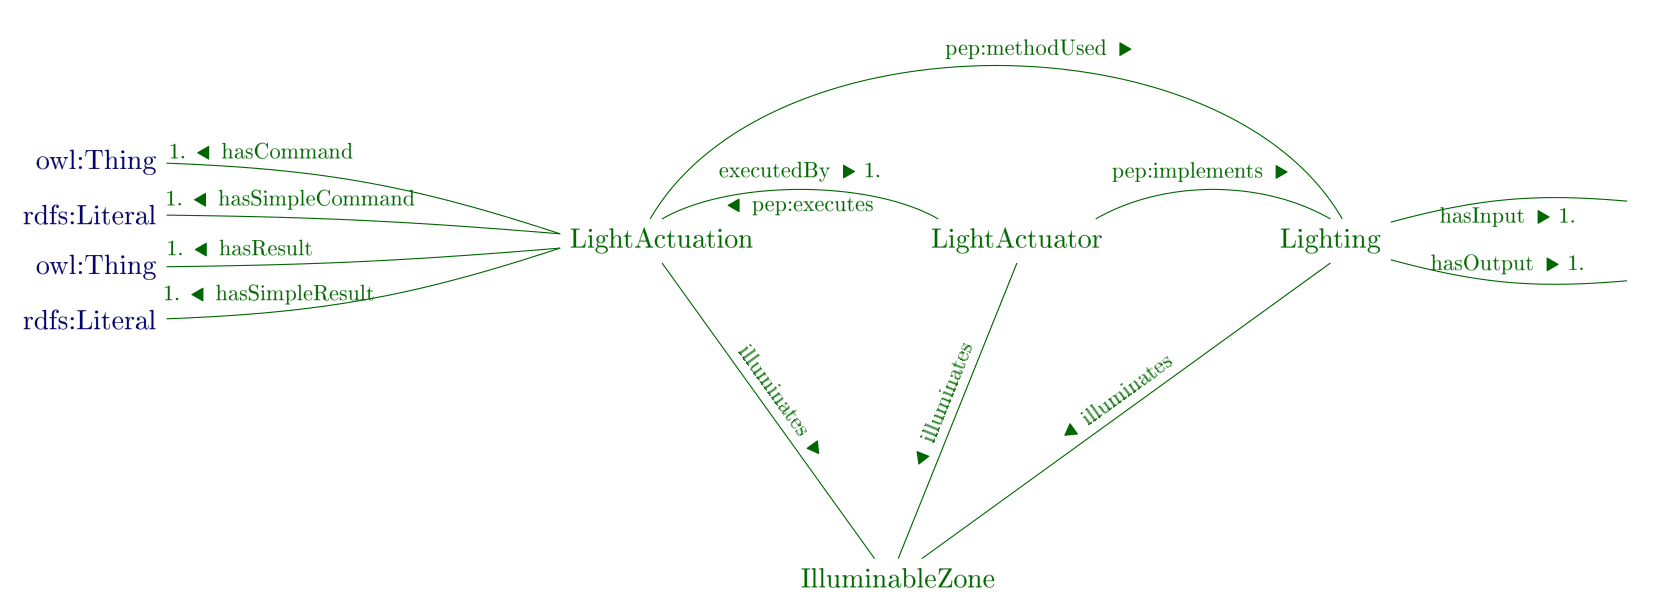 pep:methodUsed ►
owl:Thing
1. ◄ hasCommand
executedBy ► 1.
pep:implements ►
rdfs:Literal
1. ◄ hasSimpleCommand
◄ pep:executes
hasInput ► 1.
LightActuation
LightActuator
Lighting
owl:Thing
1. ◄ hasResult
hasOutput ► 1.
rdfs:Literal
1. ◄ hasSimpleResult
illuminates ►
◄ illuminates
◄ illuminates
IlluminableZone